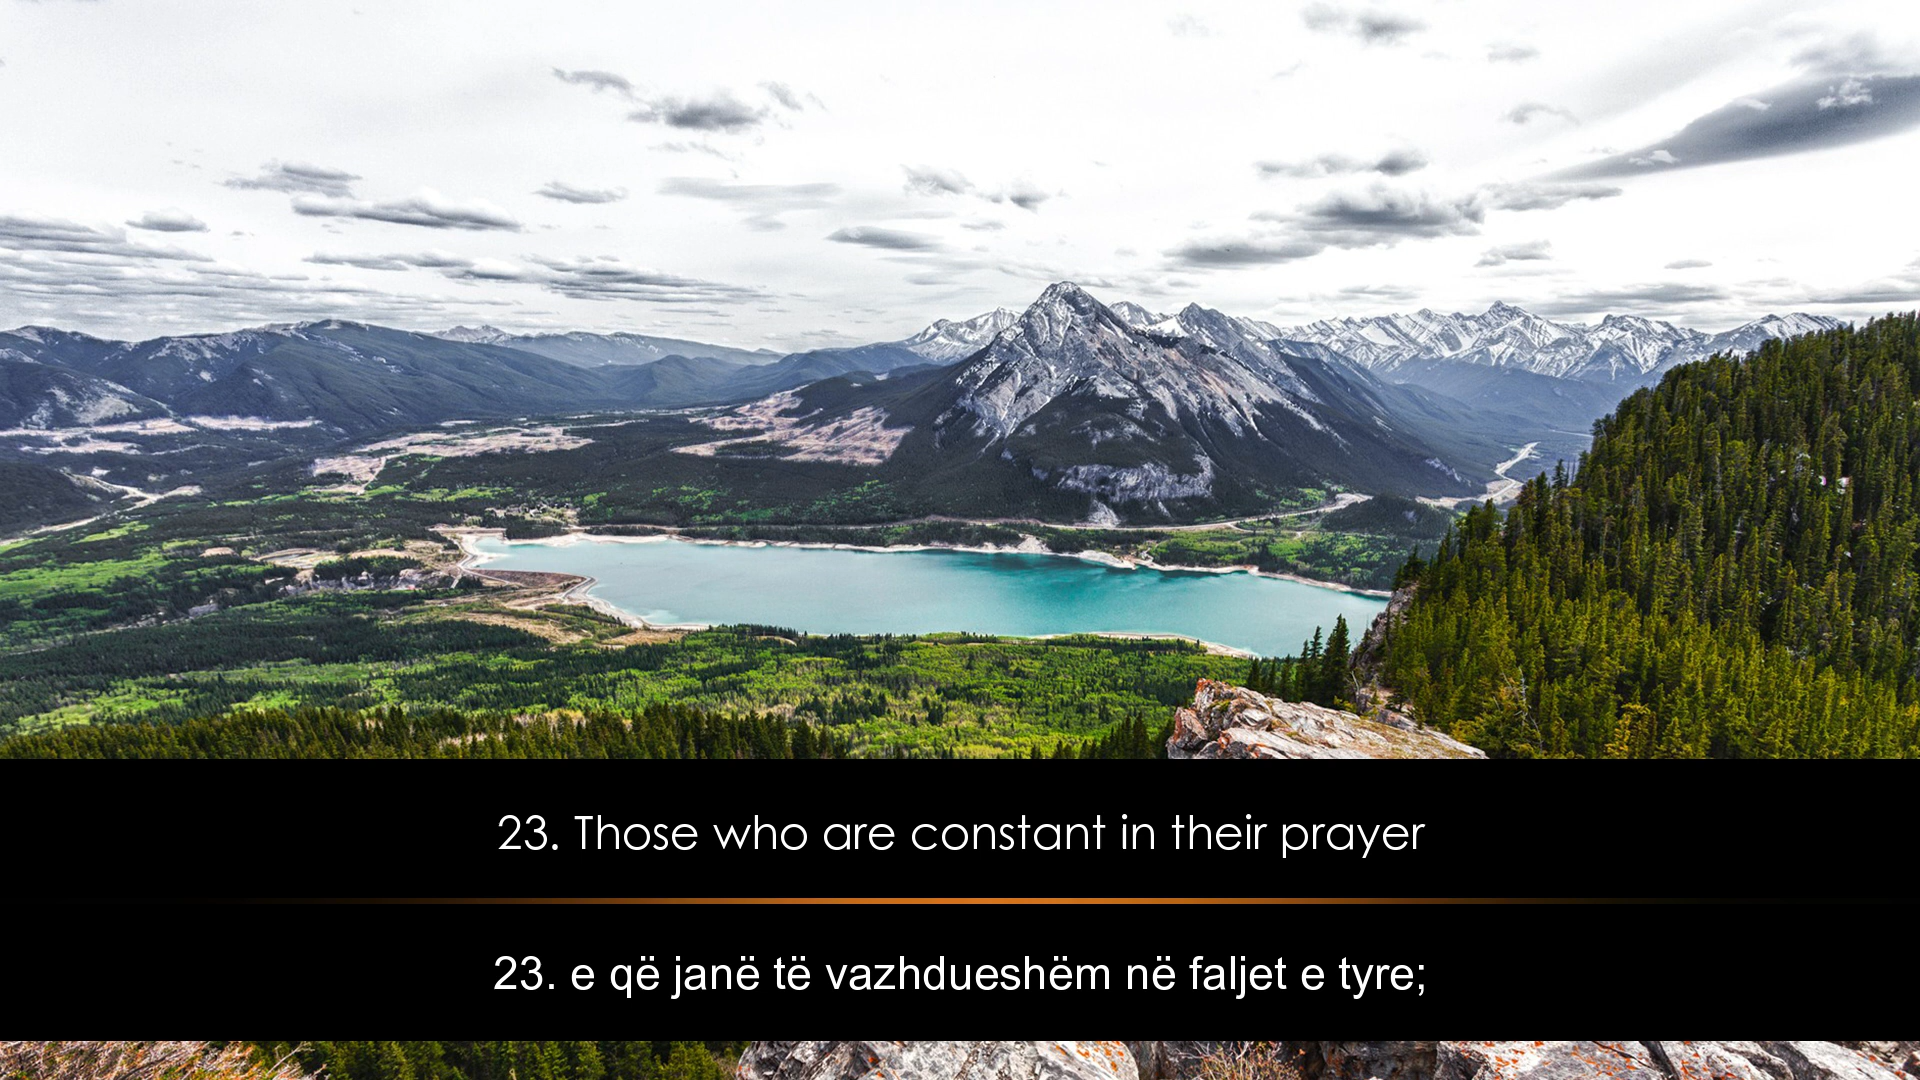 23. Those who are constant in their prayer
23. e që janë të vazhdueshëm në faljet e tyre;